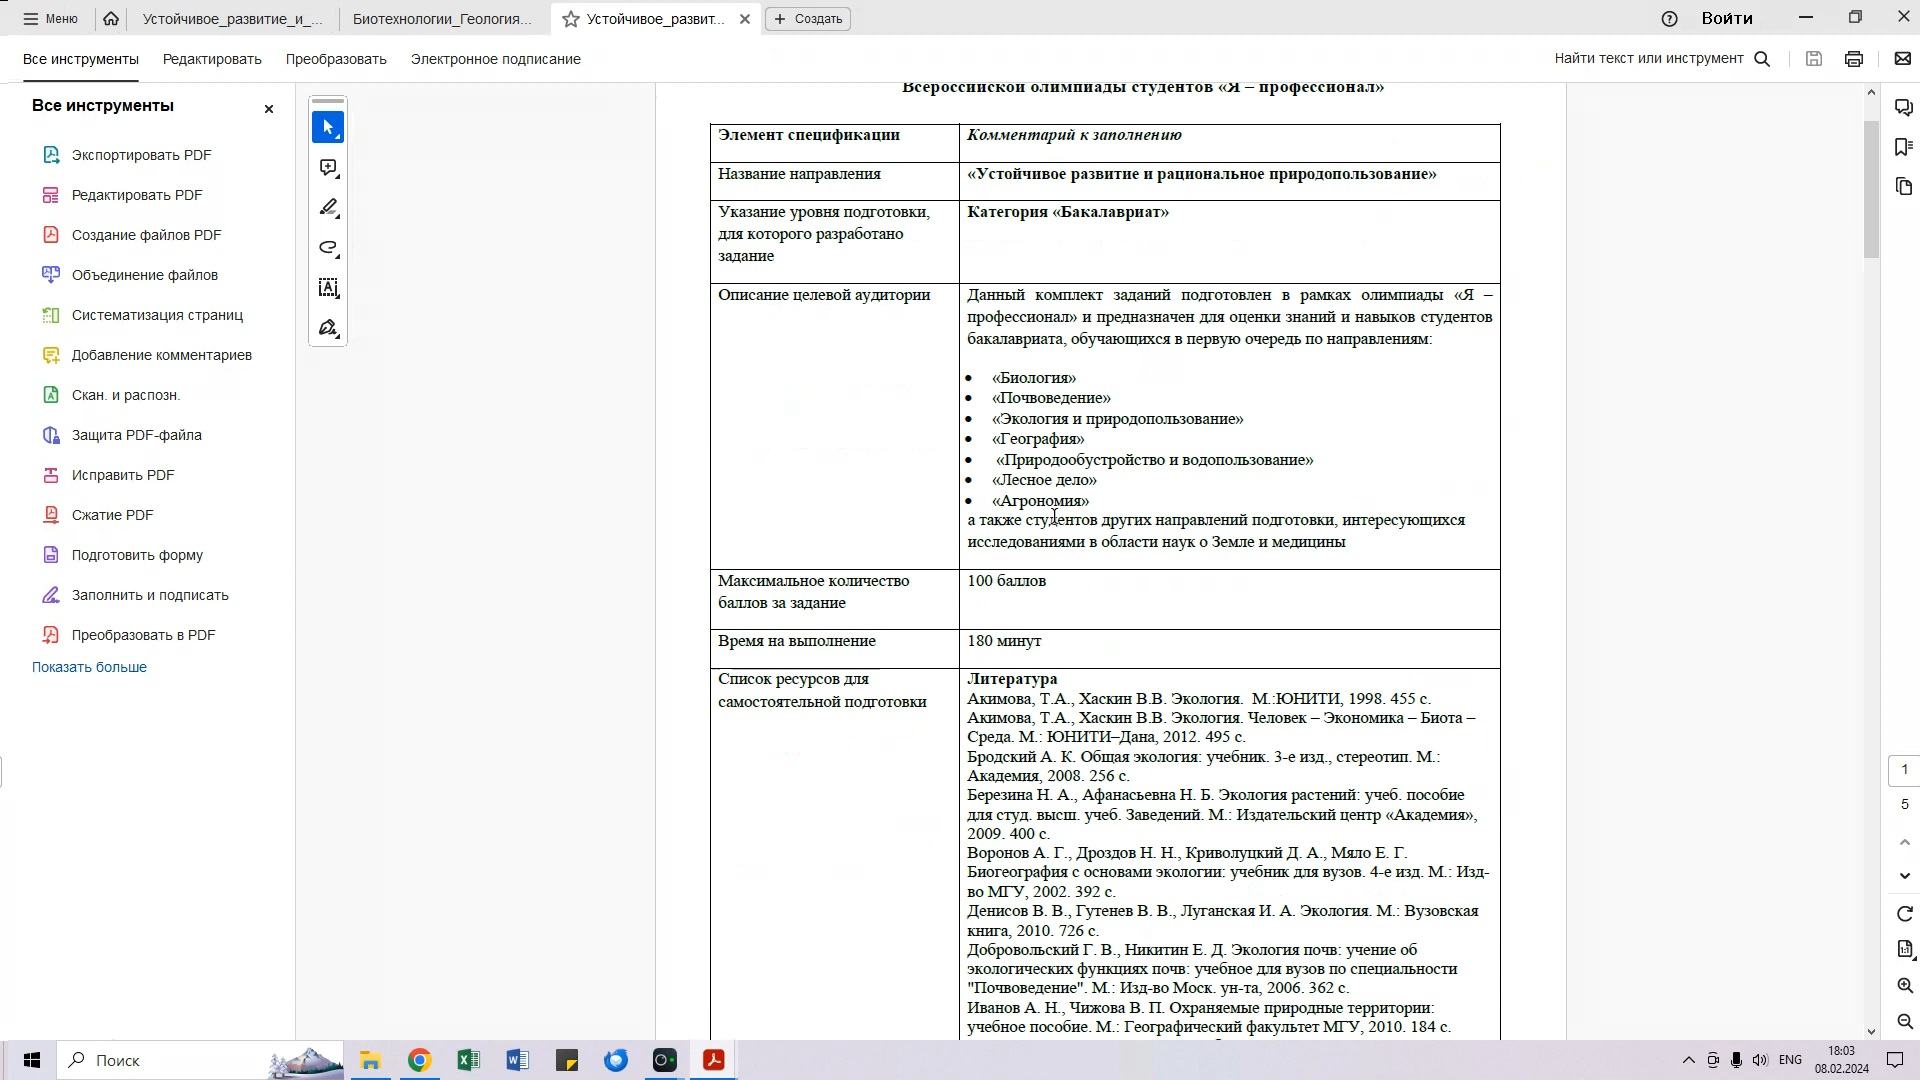 Меню
Устойчивое_развитие_и_...
Биотехнологии_Геология...
Устойчивое_развит...
Создать
Войти
Все инструменты
Редактировать
Преобразовать
Электронное подписание
Найти текст или инструмент
Все инструменты
Экспортировать PDF
Редактировать PDF
Создание файлов PDF
Объединение файлов
Систематизация страниц
Добавление комментариев
Скан. и распозн.
Защита PDF-файла
Исправить PDF
Сжатие PDF
Подготовить форму
Заполнить и подписать
Преобразовать в PDF
Показать больше
Всероссийской олимпиады студентов «Я – профессионал»
Элемент спецификации
Комментарий к заполнению
Название направления
«Устойчивое развитие и рациональное природопользование»
Указание уровня подготовки,
для которого разработано
задание
Категория «Бакалавриат»
Описание целевой аудитории
Данный комплект заданий подготовлен в рамках олимпиады «Я –
профессионал» и предназначен для оценки знаний и навыков студентов
бакалавриата, обучающихся в первую очередь по направлениям:
• «Биология»
• «Почвоведение»
• «Экология и природопользование»
• «География»
• «Природообустройство и водопользование»
• «Лесное дело»
• «Агрономия»
а также студентов других направлений подготовки, интересующихся
исследованиями в области наук о Земле и медицины
Максимальное количество
баллов за задание
100 баллов
Время на выполнение
180 минут
Список ресурсов для
самостоятельной подготовки
Литература
Акимова, Т.А., Хаскин В.В. Экология. М.:ЮНИТИ, 1998. 455 с.
Акимова, Т.А., Хаскин В.В. Экология. Человек – Экономика – Биота –
Среда. М.: ЮНИТИ–Дана, 2012. 495 с.
Бродский А. К. Общая экология: учебник. 3-е изд., стереотип. М.:
Академия, 2008. 256 с.
Березина Н. А., Афанасьевна Н. Б. Экология растений: учеб. пособие
для студ. высш. учеб. Заведений. М.: Издательский центр «Академия»,
2009. 400 с.
Воронов А. Г., Дроздов Н. Н., Криволуцкий Д. А., Мяло Е. Г.
Биогеография с основами экологии: учебник для вузов. 4-е изд. М.: Изд-
во МГУ, 2002. 392 с.
Денисов В. В., Гутенев В. В., Луганская И. А. Экология. М.: Вузовская
книга, 2010. 726 с.
Добровольский Г. В., Никитин Е. Д. Экология почв: учение об
экологических функциях почв: учебное для вузов по специальности
"Почвоведение". М.: Изд-во Моск. ун-та, 2006. 362 с.
Иванов А. Н., Чижова В. П. Охраняемые природные территории:
учебное пособие. М.: Географический факультет МГУ, 2010. 184 с.
1
5
Поиск
ENG
18:03
08.02.2024